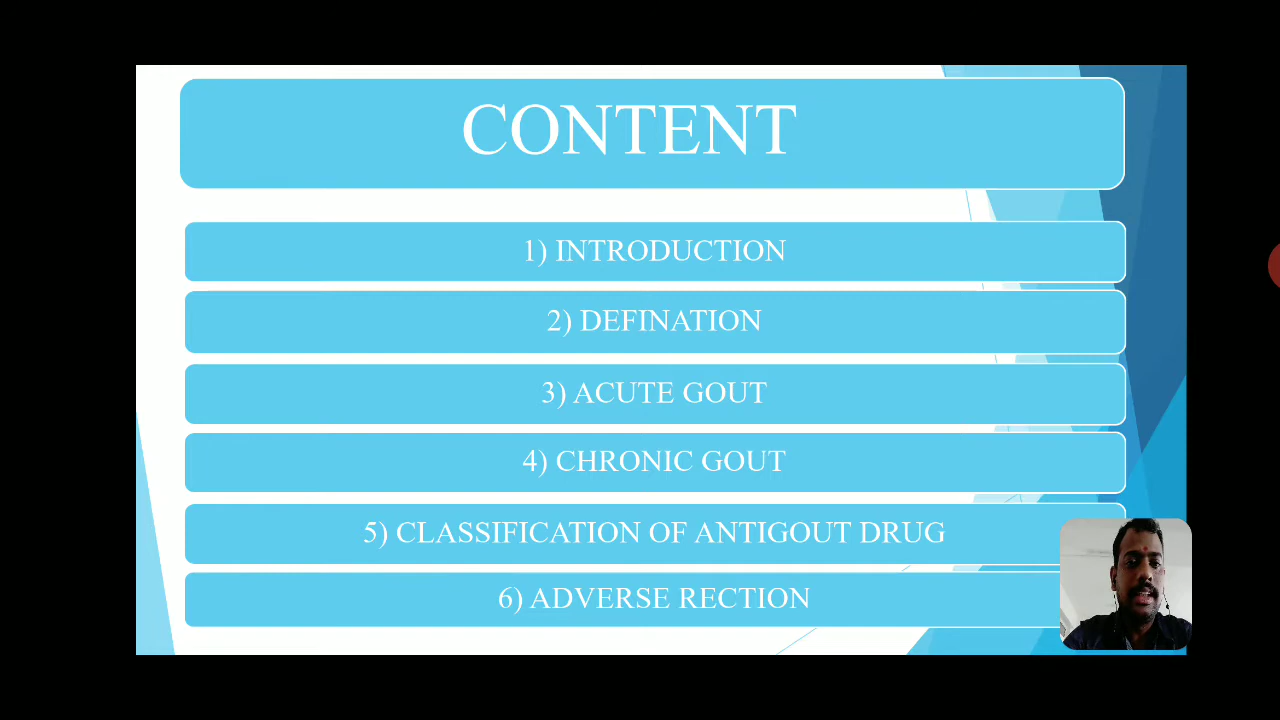 CONTENT
1) INTRODUCTION
2) DEFINATION
3) ACUTE GOUT
4) CHRONIC GOUT
5) CLASSIFICATION OF ANTIGOUT DRUG
6) ADVERSE RECTION